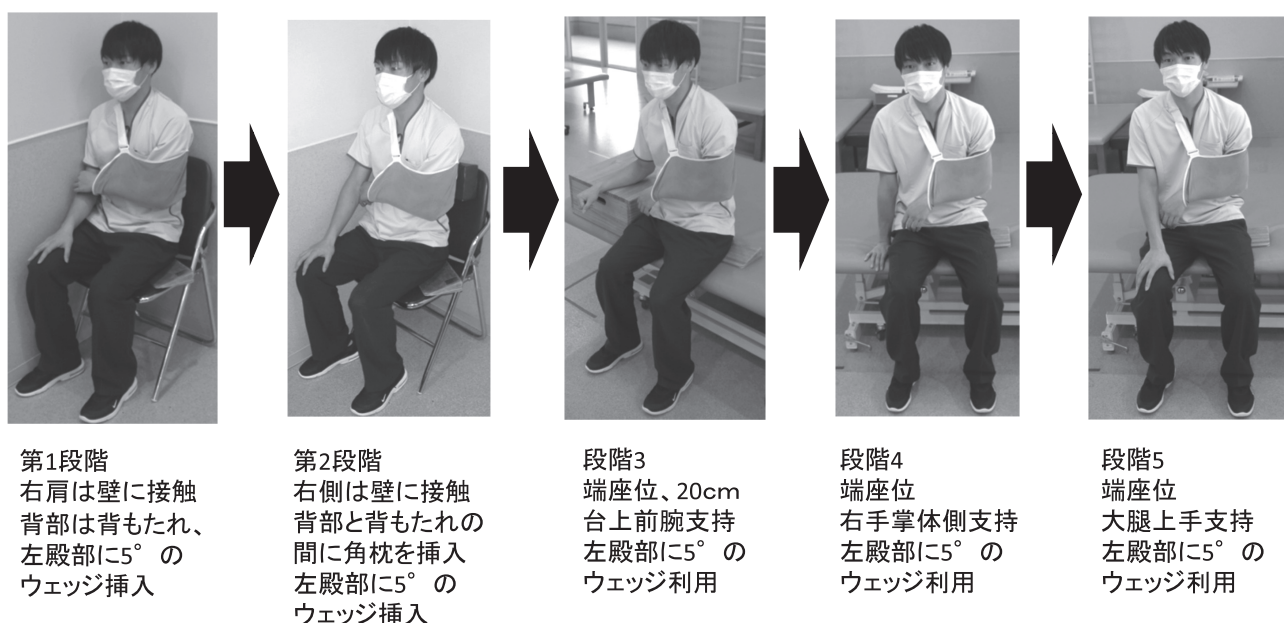 第1段階
右肩は壁に接触
背部は背もたれ、
左殿部に5°の
ウェッジ挿入
第2段階
右側は壁に接触
背部と背もたれの
間に角枕を挿入
左殿部に5°の
ウェッジ挿入
段階3
端座位、20cm
台上前腕支持
左殿部に5°の
ウェッジ利用
段階4
端座位
右手掌体側支持
左殿部に5°の
ウェッジ利用
段階5
端座位
大腿上手支持
左殿部に5°の
ウェッジ利用